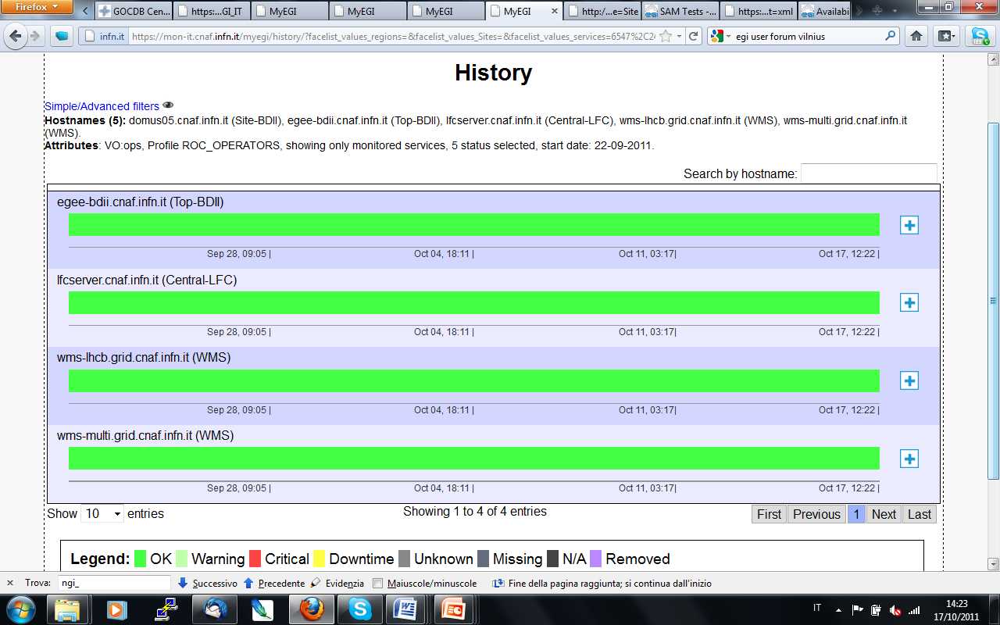 Firefox
GOCDB Cen...
https:...GI_IT
MyEGI
MyEGI
MyEGI
MyEGI
http:/...e=Site
SAM Tests -...
https:...t=xml
Availabi
infn.it
https://mon-it.cnaf.infn.it/myegi/history/?facelist_values_regions=&facelist_values_Sites=&facelist_values_services=6547%2C24
egi user forum vilnius
History
Simple/Advanced filters
Hostnames (5): domus05.cnaf.infn.it (Site-BDII), egee-bdii.cnaf.infn.it (Top-BDII), lfcserver.cnaf.infn.it (Central-LFC), wms-lhcb.grid.cnaf.infn.it (WMS), wms-multi.grid.cnaf.infn.it
(WMS).
Attributes: VO:ops, Profile ROC_OPERATORS, showing only monitored services, 5 status selected, start date: 22-09-2011.
Search by hostname:
egee-bdii.cnaf.infn.it (Top-BDII)
Sep 28, 09:05 | Oct 04, 18:11 | Oct 11, 03:17| Oct 17, 12:22 |
lfcserver.cnaf.infn.it (Central-LFC)
Sep 28, 09:05 | Oct 04, 18:11 | Oct 11, 03:17| Oct 17, 12:22 |
wms-lhcb.grid.cnaf.infn.it (WMS)
Sep 28, 09:05 | Oct 04, 18:11 | Oct 11, 03:17| Oct 17, 12:22 |
wms-multi.grid.cnaf.infn.it (WMS)
Sep 28, 09:05 | Oct 04, 18:11 | Oct 11, 03:17| Oct 17, 12:22 |
Show 10 entries
Showing 1 to 4 of 4 entries
First Previous 1 Next Last
Legend: OK Warning Critical Downtime Unknown Missing N/A Removed
Trova: ngi_ Successivo Precedente Evidenzia Maiuscole/minuscole Fine della pagina raggiunta; si continua dall'inizio
IT
14:23
17/10/2011